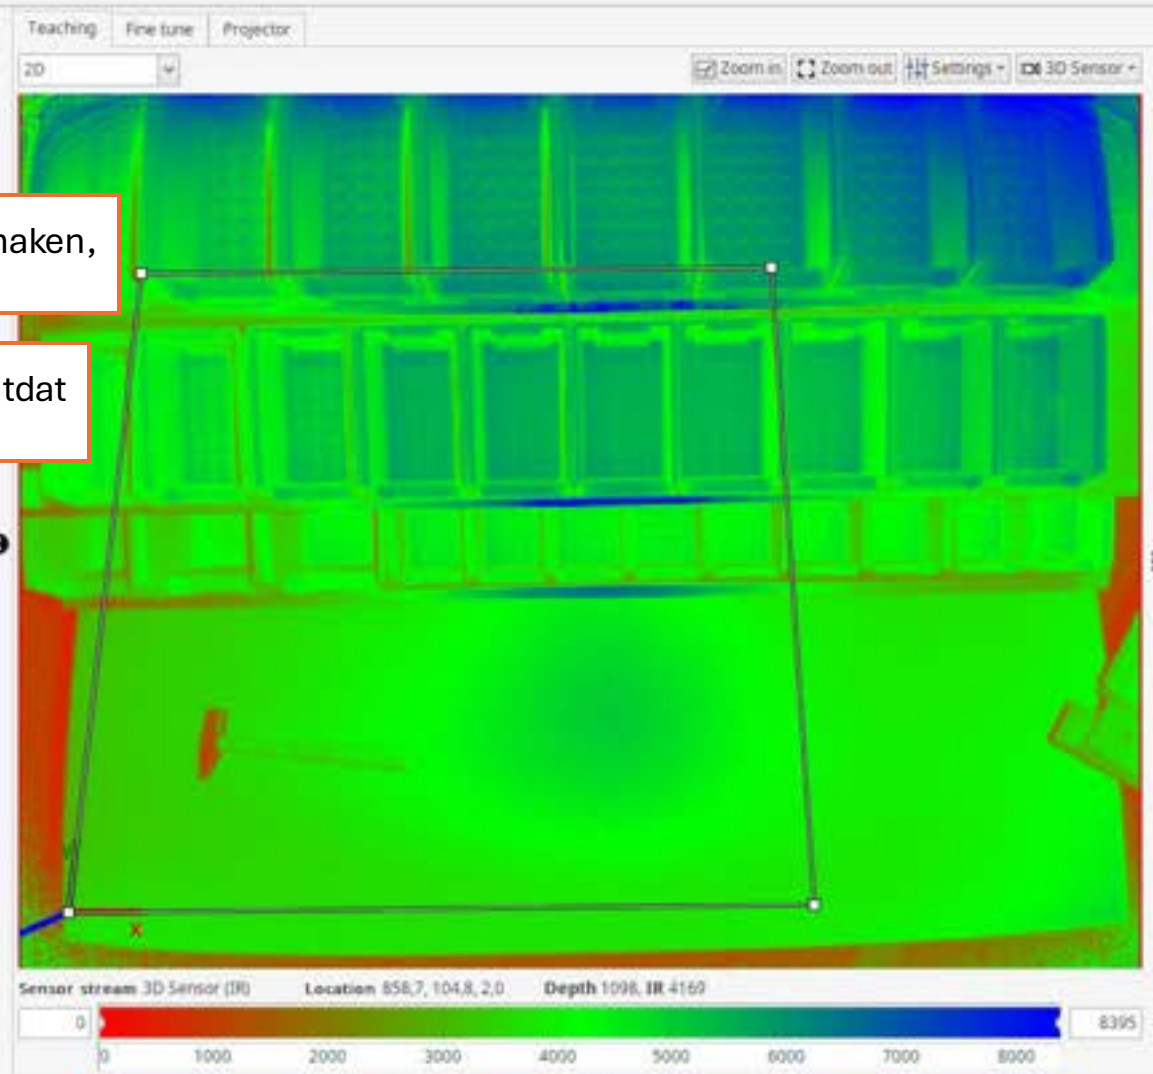 Teaching Fine tune Projector
2D Zoom in Zoom out Settings 3D Sensor
tdat
X
Sensor stream 3D Sensor (IR) Location 858,7, 104,8, 2,0 Depth 1098, IR 4169
0 8395
0 1000 2000 3000 4000 5000 6000 7000 8000